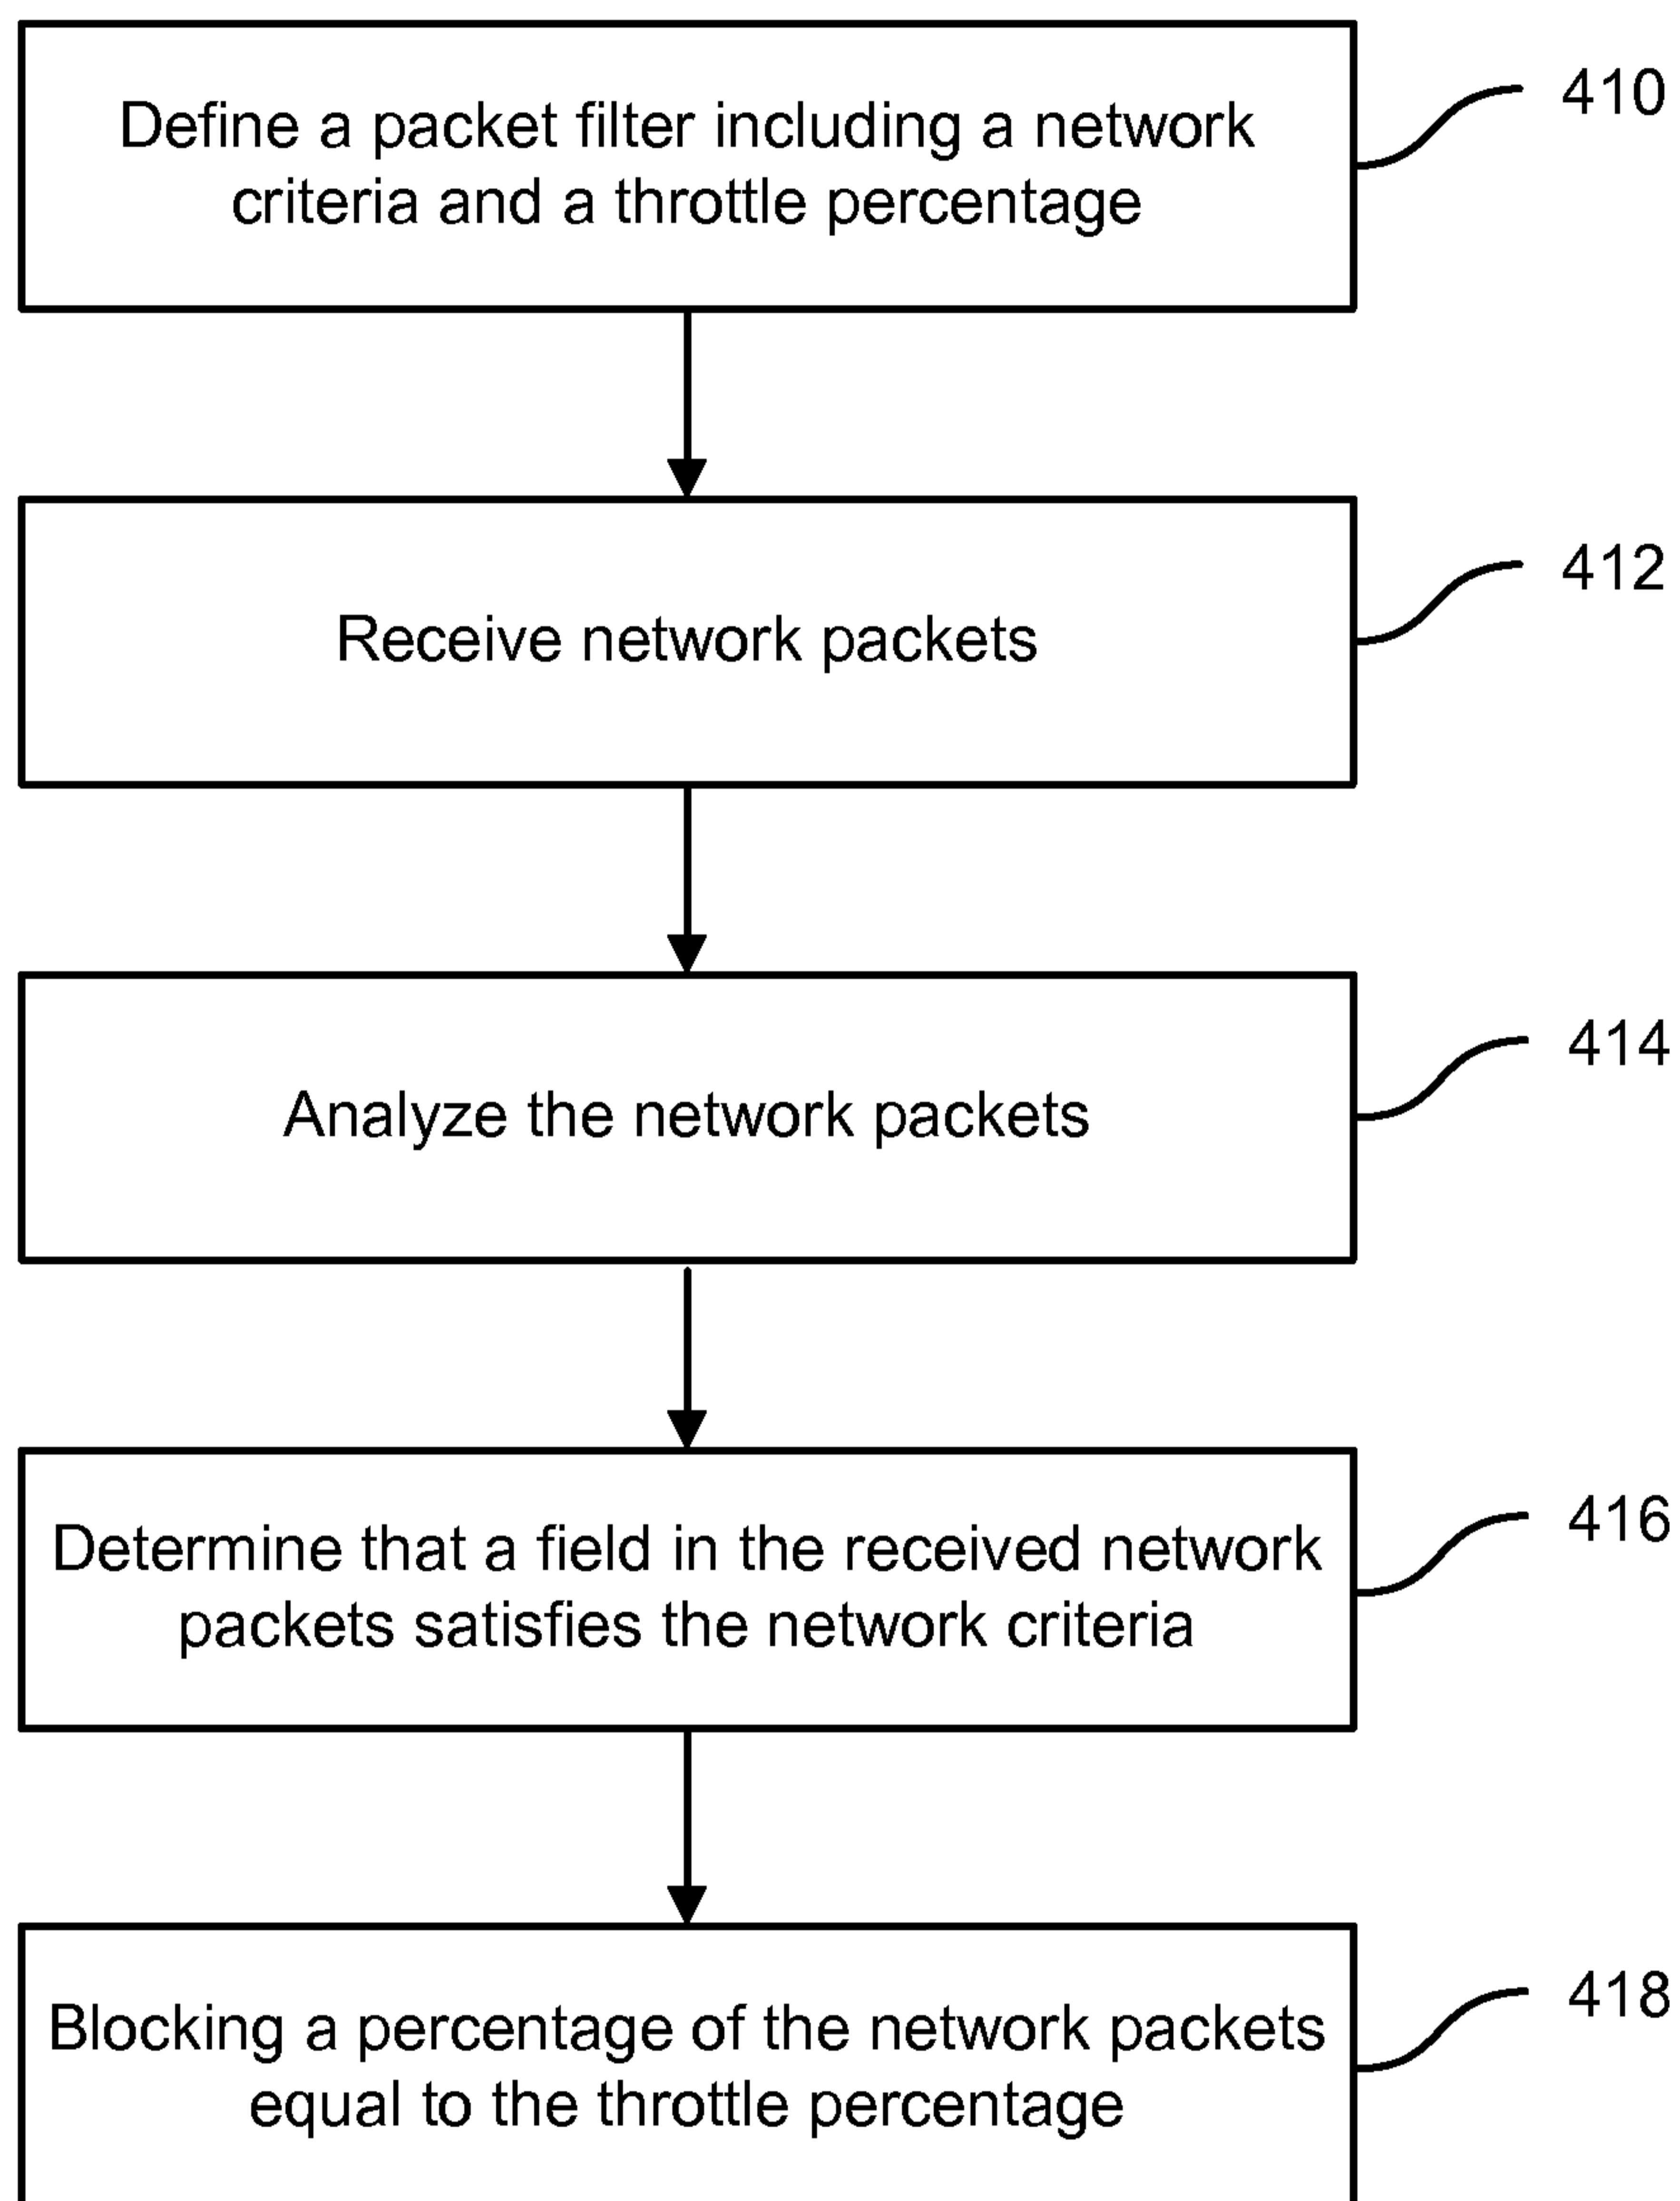 Define a packet filter including a network
criteria and a throttle percentage
410
Receive network packets
412
Analyze the network packets
414
Determine that a field in the received network
packets satisfies the network criteria
416
Blocking a percentage of the network packets
equal to the throttle percentage
418